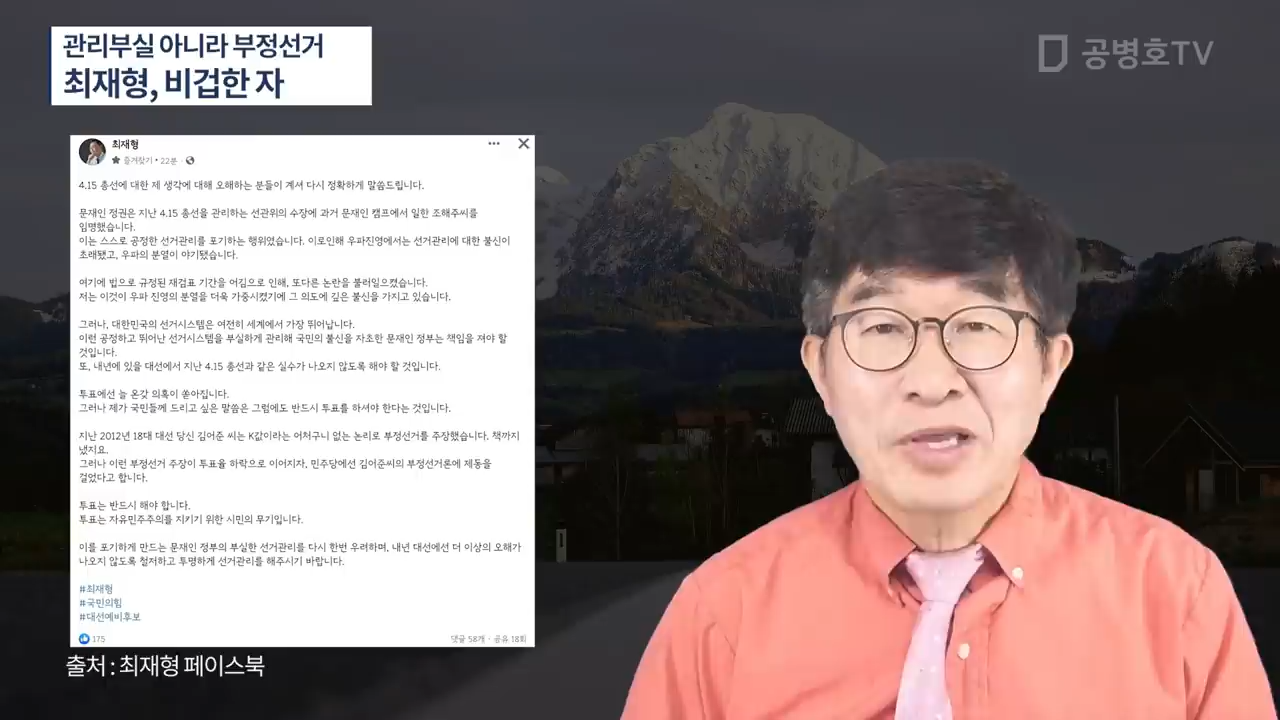 관리부실 아니라 부정선거
최재형, 비겁한 자
공병호TV
최재형
즐겨찾기 • 22분 ·
4.15 총선에 대한 제 생각에 대해 오해하는 분들이 계셔 다시 정확하게 말씀드립니다.
문재인 정권은 지난 4.15 총선을 관리하는 선관위의 수장에 과거 문재인 캠프에서 일한 조해주씨를
임명했습니다.
이는 스스로 공정한 선거관리를 포기하는 행위였습니다. 이로인해 우파진영에서는 선거관리에 대한 불신이
초래됐고, 우파의 분열이 야기됐습니다.
여기에 법으로 규정된 재검표 기간을 어김으로 인해, 또다른 논란을 불러일으켰습니다.
저는 이것이 우파 진영의 분열을 더욱 가중시켰기에 그 의도에 깊은 불신을 가지고 있습니다.
그러나, 대한민국의 선거시스템은 여전히 세계에서 가장 뛰어납니다.
이런 공정하고 뛰어난 선거시스템을 부실하게 관리해 국민의 불신을 자초한 문재인 정부는 책임을 져야 할
것입니다.
또, 내년에 있을 대선에서 지난 4.15 총선과 같은 실수가 나오지 않도록 해야 할 것입니다.
투표에선 늘 온갖 의혹이 쏟아집니다.
그러나 제가 국민들께 드리고 싶은 말씀은 그럼에도 반드시 투표를 하셔야 한다는 것입니다.
지난 2012년 18대 대선 당신 김어준 씨는 K값이라는 어처구니 없는 논리로 부정선거를 주장했습니다. 책까지
냈지요.
그러나 이런 부정선거 주장이 투표율 하락으로 이어지자, 민주당에선 김어준씨의 부정선거론에 제동을
걸었다고 합니다.
투표는 반드시 해야 합니다.
투표는 자유민주주의를 지키기 위한 시민의 무기입니다.
이를 포기하게 만드는 문재인 정부의 부실한 선거관리를 다시 한번 우려하며, 내년 대선에선 더 이상의 오해가
나오지 않도록 철저하고 투명하게 선거관리를 해주시기 바랍니다.
#최재형
#국민의힘
#대선예비후보
175
댓글 58개 · 공유 18회
출처 : 최재형 페이스북